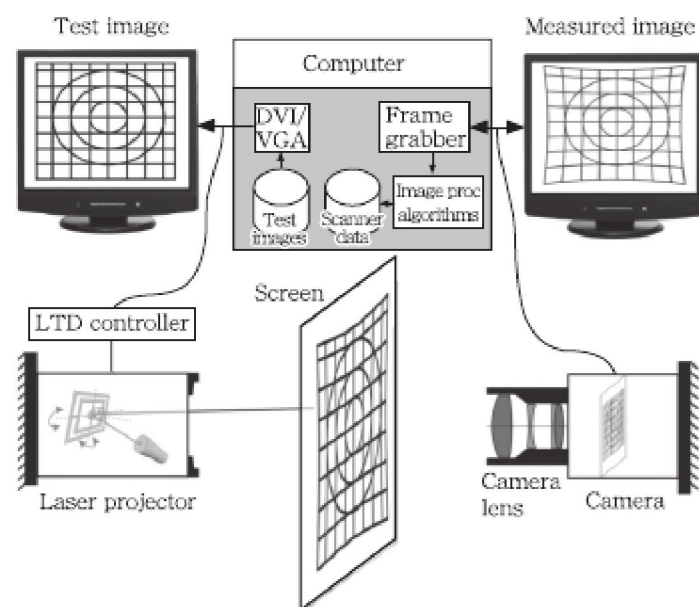 Test image
Computer
Measured image
DVI/
VGA
Frame
grabber
Test
images
Scanner
data
Image proc
algorithms
Screen
LTD controller
Laser projector
Camera
lens
Camera